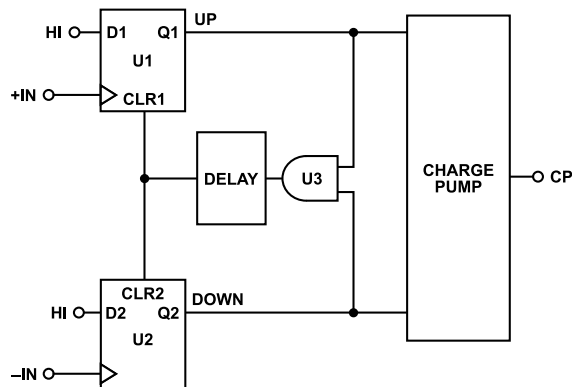 HI
D1
Q1
UP
U1
+IN
CLR1
DELAY
U3
CHARGE
PUMP
CP
CLR2
DOWN
HI
D2
Q2
U2
–IN